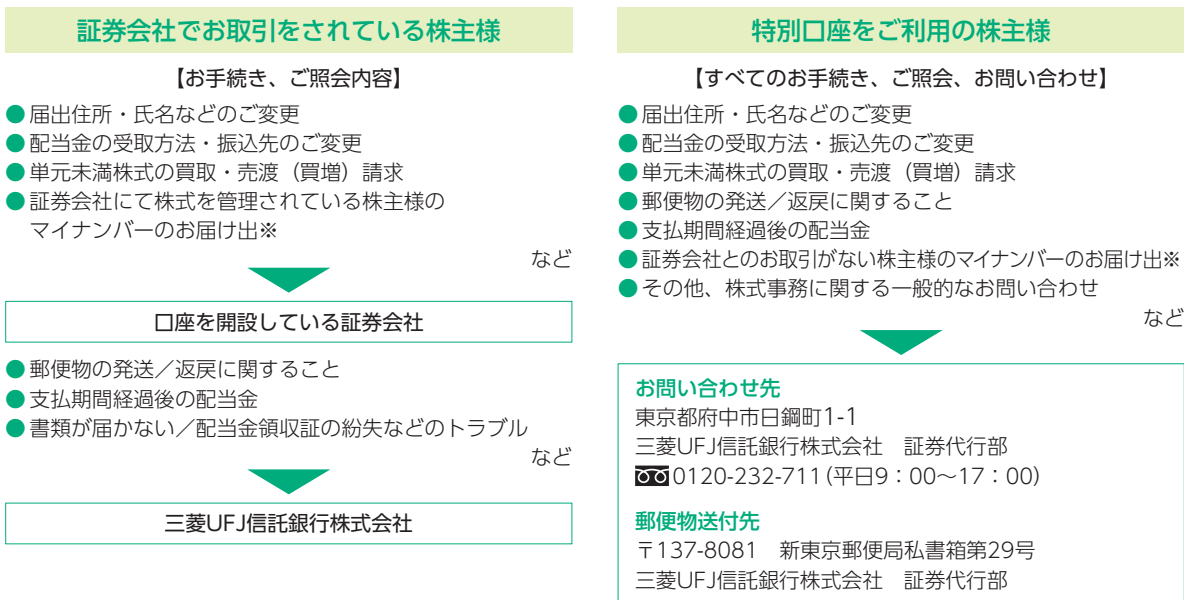 証券会社でお取引をされている株主様
【お手続き、ご照会内容】
●届出住所・氏名などのご変更
●配当金の受取方法・振込先のご変更
●単元未満株式の買取・売渡（買増）請求
●証券会社にて株式を管理されている株主様の
マイナンバーのお届け出※
など
口座を開設している証券会社
●郵便物の発送／返戻に関すること
●支払期間経過後の配当金
●書類が届かない／配当金領収証の紛失などのトラブル
など
三菱UFJ信託銀行株式会社
特別口座をご利用の株主様
【すべてのお手続き、ご照会、お問い合わせ】
●届出住所・氏名などのご変更
●配当金の受取方法・振込先のご変更
●単元未満株式の買取・売渡（買増）請求
●郵便物の発送／返戻に関すること
●支払期間経過後の配当金
●証券会社とのお取引がない株主様のマイナンバーのお届け出※
●その他、株式事務に関する一般的なお問い合わせ
など
お問い合わせ先
東京都府中市日鋼町1-1
三菱UFJ信託銀行株式会社　証券代行部
0120-232-711（平日9：00～17：00）
郵便物送付先
〒137-8081　新東京郵便局私書箱第29号
三菱UFJ信託銀行株式会社　証券代行部